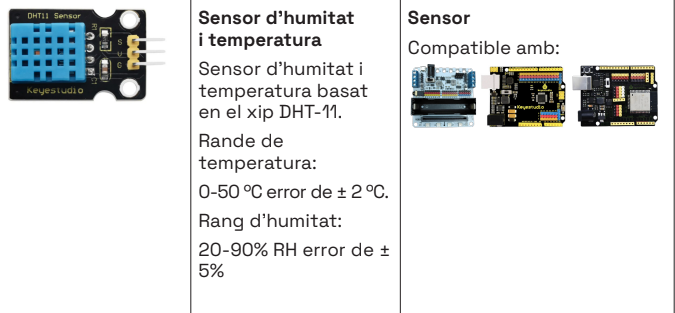 DHT11 Sensor
S
V
G
Keyestudio
Sensor d'humitat
i temperatura
Sensor d'humitat i
temperatura basat
en el xip DHT-11.
Rande de
temperatura:
0-50 ºC error de ± 2 ºC.
Rang d'humitat:
20-90% RH error de ±
5%
Sensor
Compatible amb:
Keyestudio